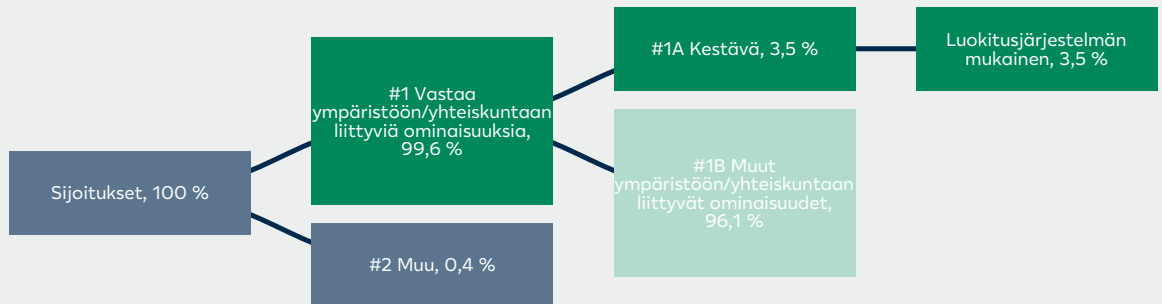 Sijoitukset, 100 %
#1 Vastaa
ympäristöön/yhteiskuntaan
liittyviä ominaisuuksia,
99,6 %
#2 Muu, 0,4 %
#1A Kestävä, 3,5 %
#1B Muut
ympäristöön/yhteiskuntaan
liittyvät ominaisuudet,
96,1 %
Luokitusjärjestelmän
mukainen, 3,5 %